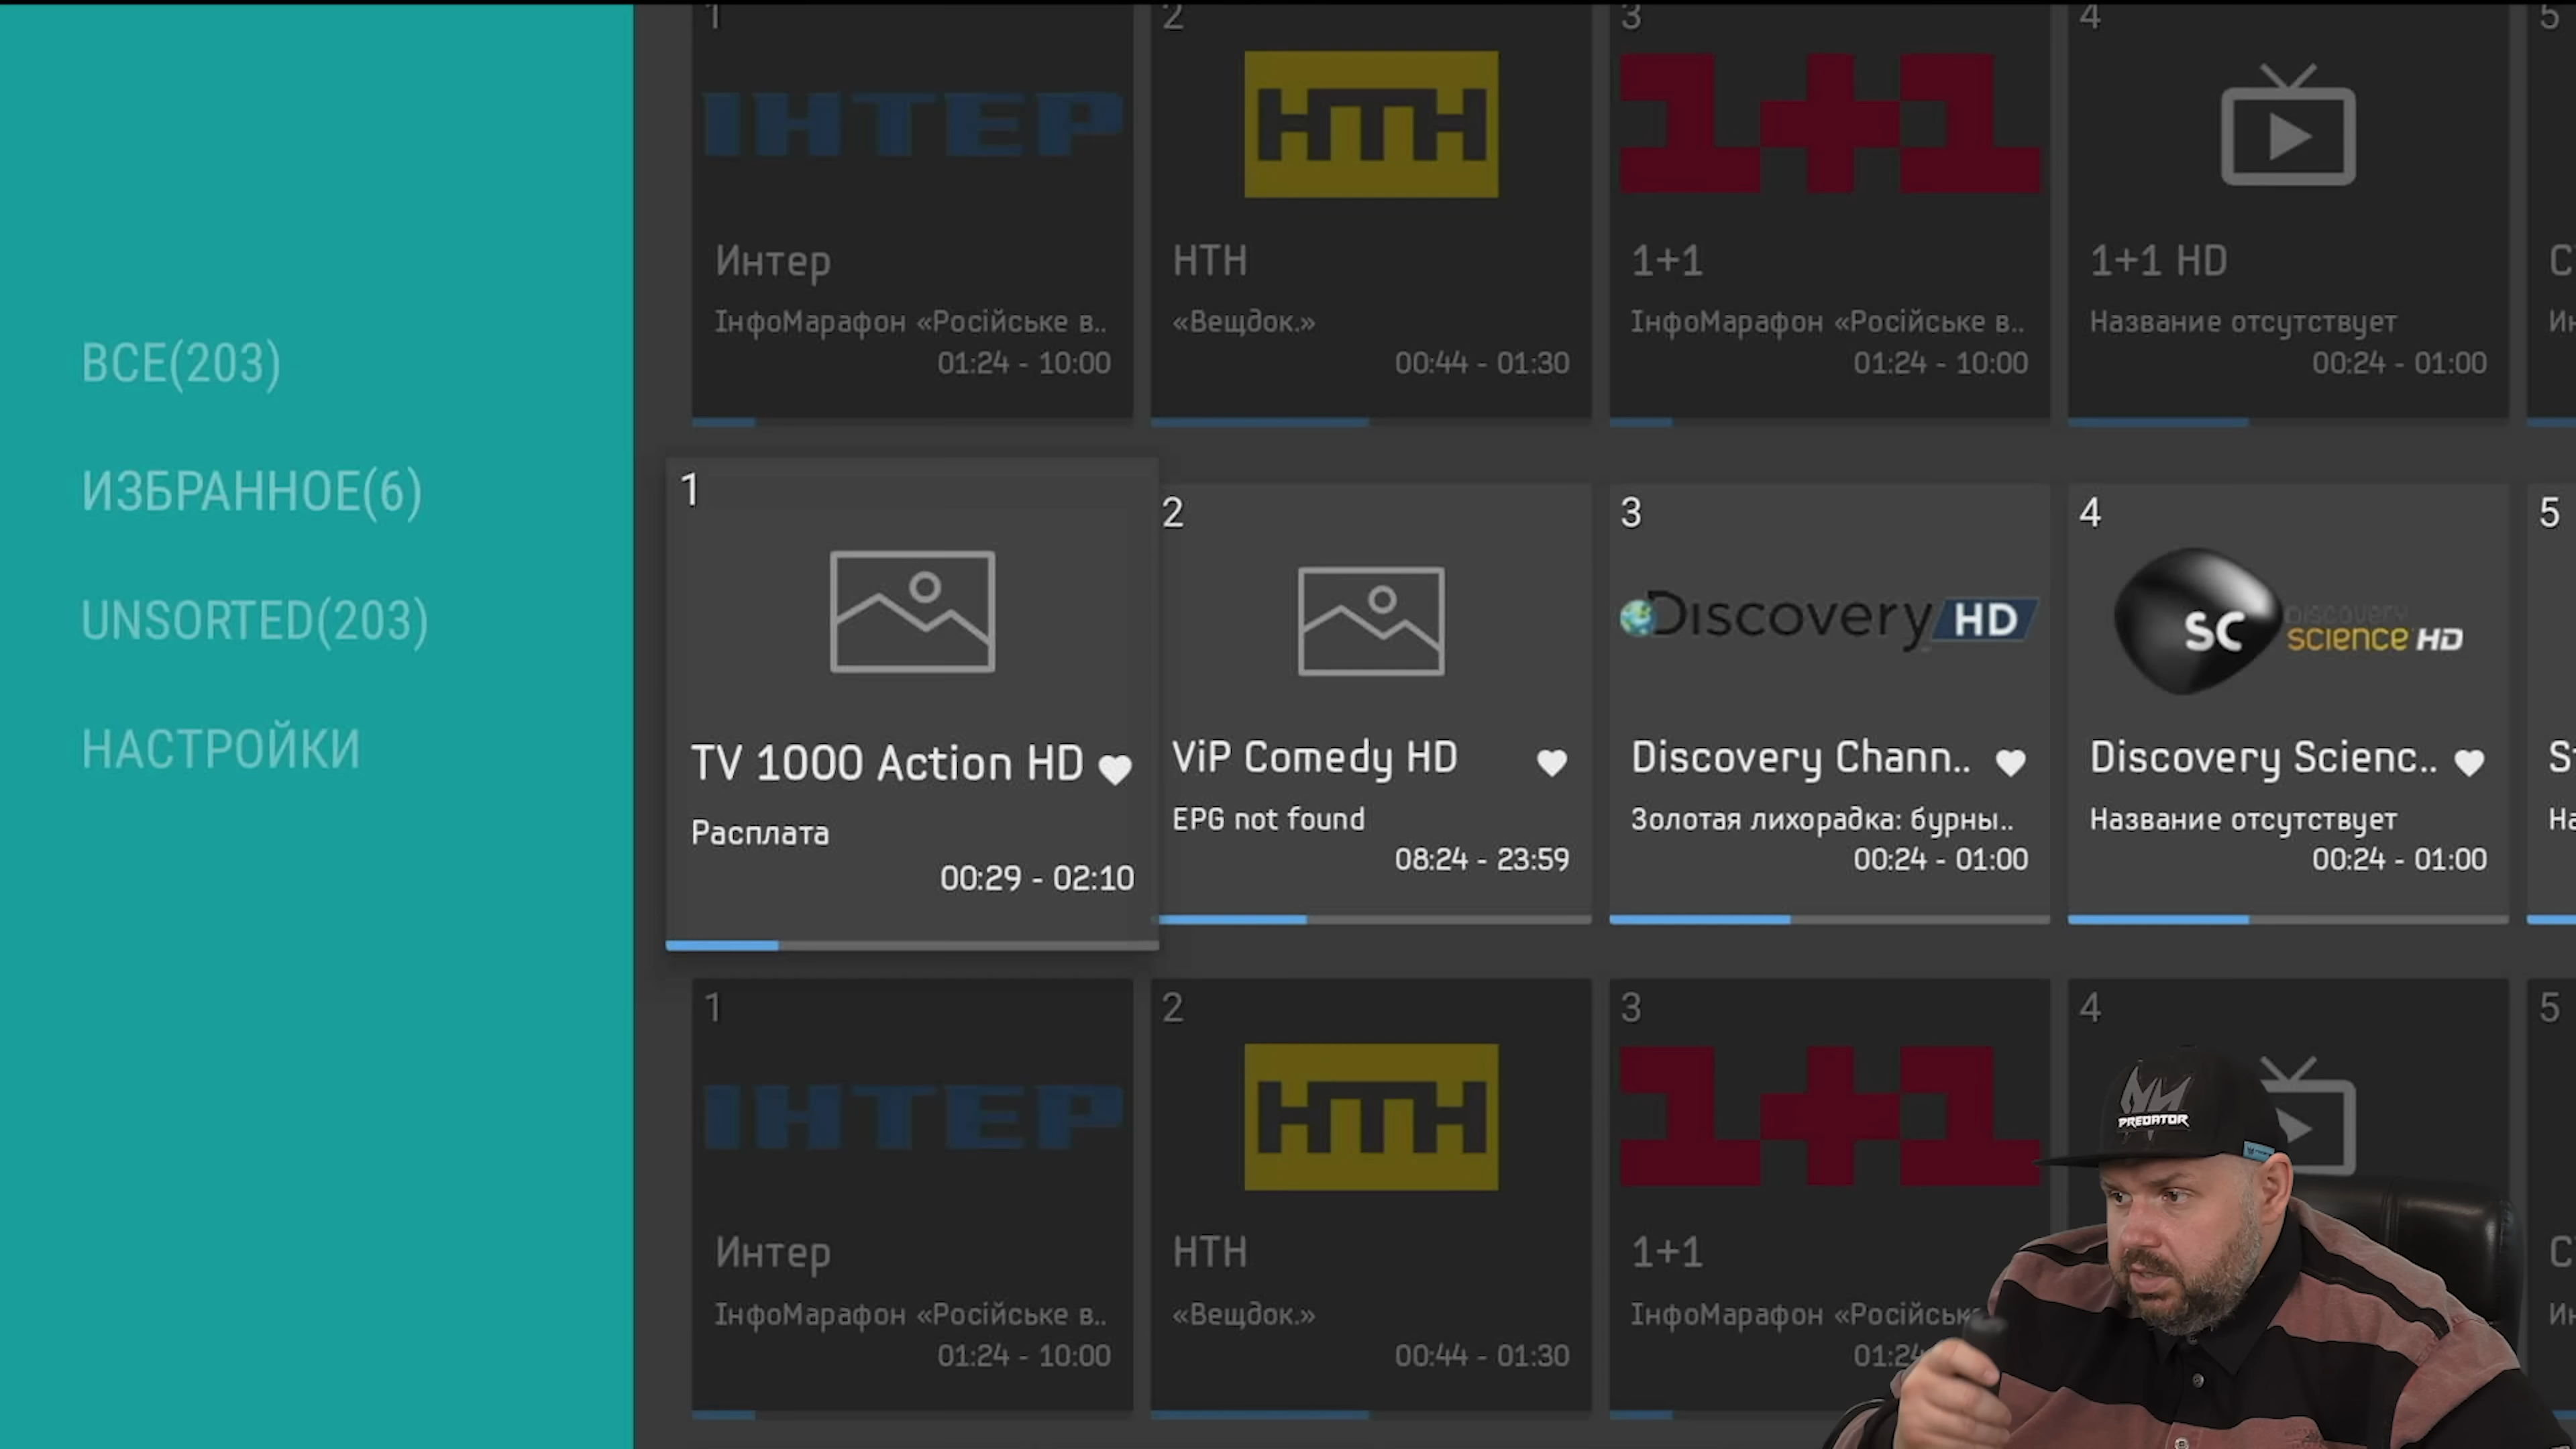 ВСЕ(203)
ИЗБРАННОЕ(6)
UNSORTED(203)
НАСТРОЙКИ
1
ІНТЕР
Интер
ІнфоМарафон «Російське в..
01:24 - 10:00
2
НТН
НТН
«Вещдок.»
00:44 - 01:30
3
1+1
1+1
ІнфоМарафон «Російське в..
01:24 - 10:00
4
1+1 HD
Название отсутствует
00:24 - 01:00
5
1
TV 1000 Action HD
Расплата
00:29 - 02:10
2
ViP Comedy HD
EPG not found
08:24 - 23:59
3
Discovery HD
Discovery Chann..
Золотая лихорадка: бурны..
00:24 - 01:00
4
SC
DISCOVERY
SCIENCE HD
Discovery Scienc..
Название отсутствует
00:24 - 01:00
5
1
ІНТЕР
Интер
ІнфоМарафон «Російське в..
01:24 - 10:00
2
НТН
НТН
«Вещдок.»
00:44 - 01:30
3
1+1
1+1
ІнфоМарафон «Російськ
01:24
4
5
PREDATOR